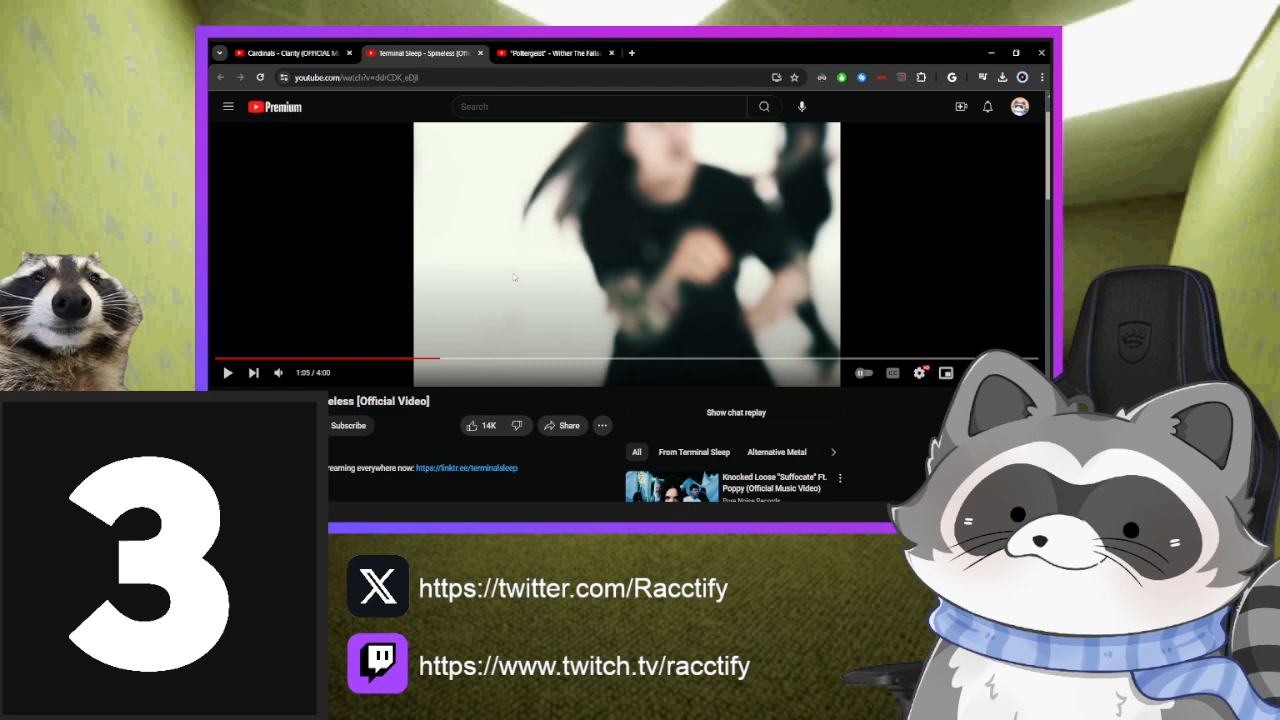 Cardinals - Clarity (OFFICIAL M
Terminal Sleep - Spineless [Offi
"Poltergeist" - Wither The Fall
youtube.com/watch?v=ddrCDK_eDjI
Premium
Search
1:05 / 4:00
eless [Official Video]
Subscribe
14K
Share
reaming everywhere now: https://linktr.ee/terminalsleep
Show chat replay
All
From Terminal Sleep
Alternative Metal
Knocked Loose "Suffocate" Ft.
Poppy (Official Music Video)
Pure Noise Records
3
https://twitter.com/Racctify
https://www.twitch.tv/racctify